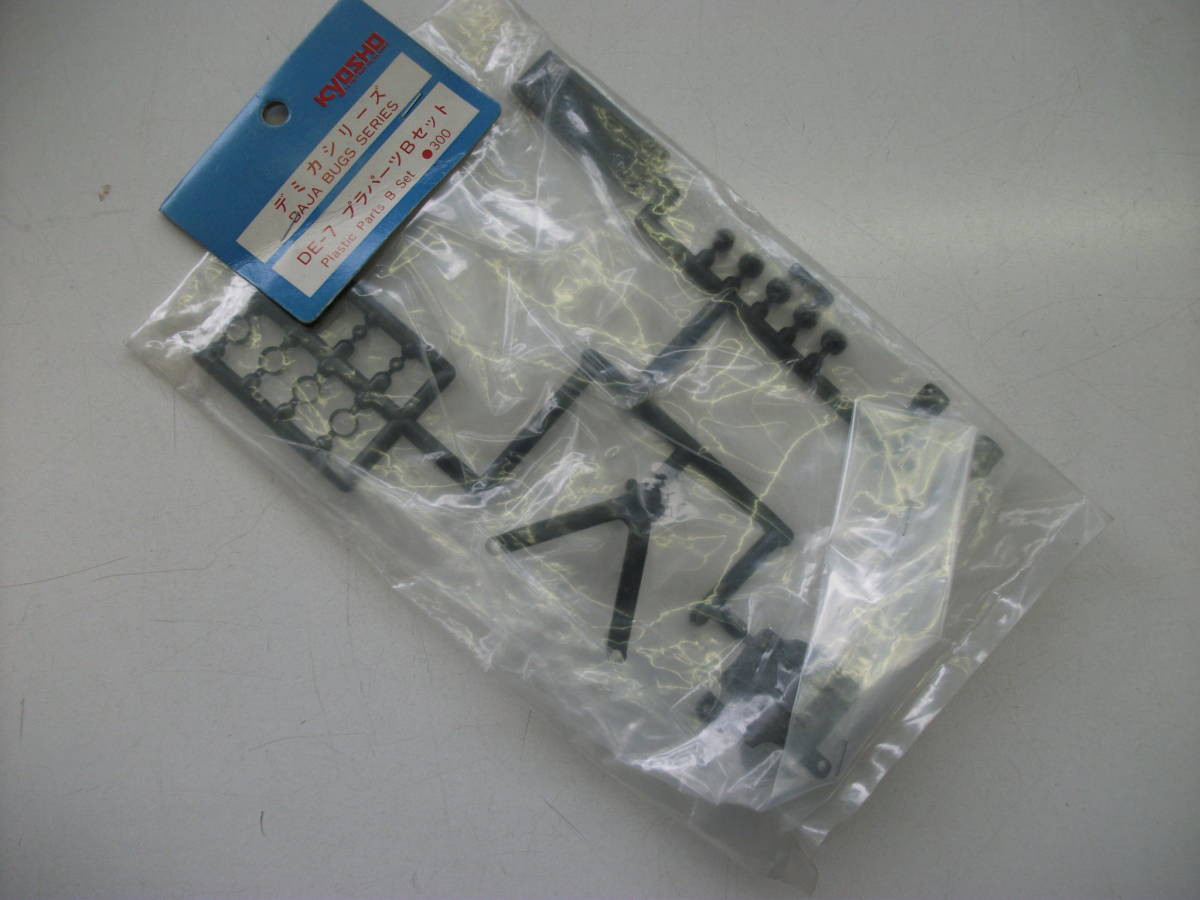 KYOSHO
デミカシリーズ
BAJA BUGS SERIES
DE-7 プラパーツBセット
Plastic Parts B Set ●300